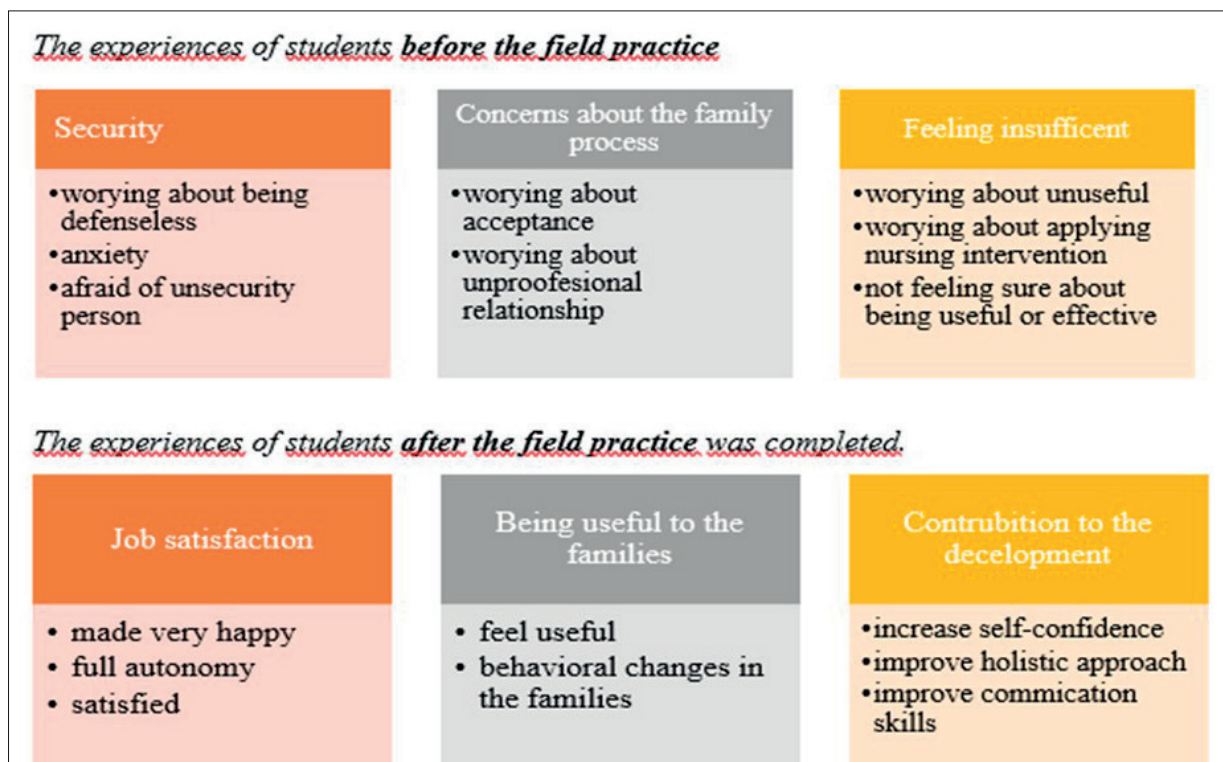 The experiences of students before the field practice
Security
•worying about being
defenseless
•anxiety
•afraid of unsecurity
person
Concerns about the family
process
•worying about
acceptance
•worying about
unproofesional
relationship
Feeling insufficent
•worying about unuseful
•worying about applying
nursing intervention
•not feeling sure about
being useful or effective
The experiences of students after the field practice was completed.
Job satisfaction
• made very happy
• full autonomy
• satisfied
Being useful to the
families
• feel useful
• behavioral changes in
the families
Contrubition to the
decelopment
•increase self-confidence
•improve holistic approach
•improve commication
skills